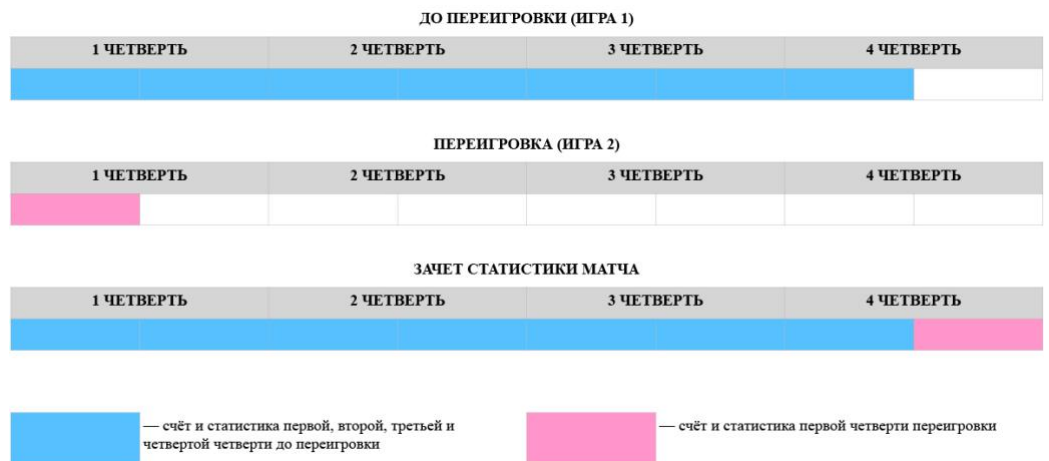 ДО ПЕРЕИГРОВКИ (ИГРА 1)
1 ЧЕТВЕРТЬ 2 ЧЕТВЕРТЬ 3 ЧЕТВЕРТЬ 4 ЧЕТВЕРТЬ
ПЕРЕИГРОВКА (ИГРА 2)
1 ЧЕТВЕРТЬ 2 ЧЕТВЕРТЬ 3 ЧЕТВЕРТЬ 4 ЧЕТВЕРТЬ
ЗАЧЕТ СТАТИСТИКИ МАТЧА
1 ЧЕТВЕРТЬ 2 ЧЕТВЕРТЬ 3 ЧЕТВЕРТЬ 4 ЧЕТВЕРТЬ
— счёт и статистика первой, второй, третьей и
четвертой четверти до переигровки
— счёт и статистика первой четверти переигровки